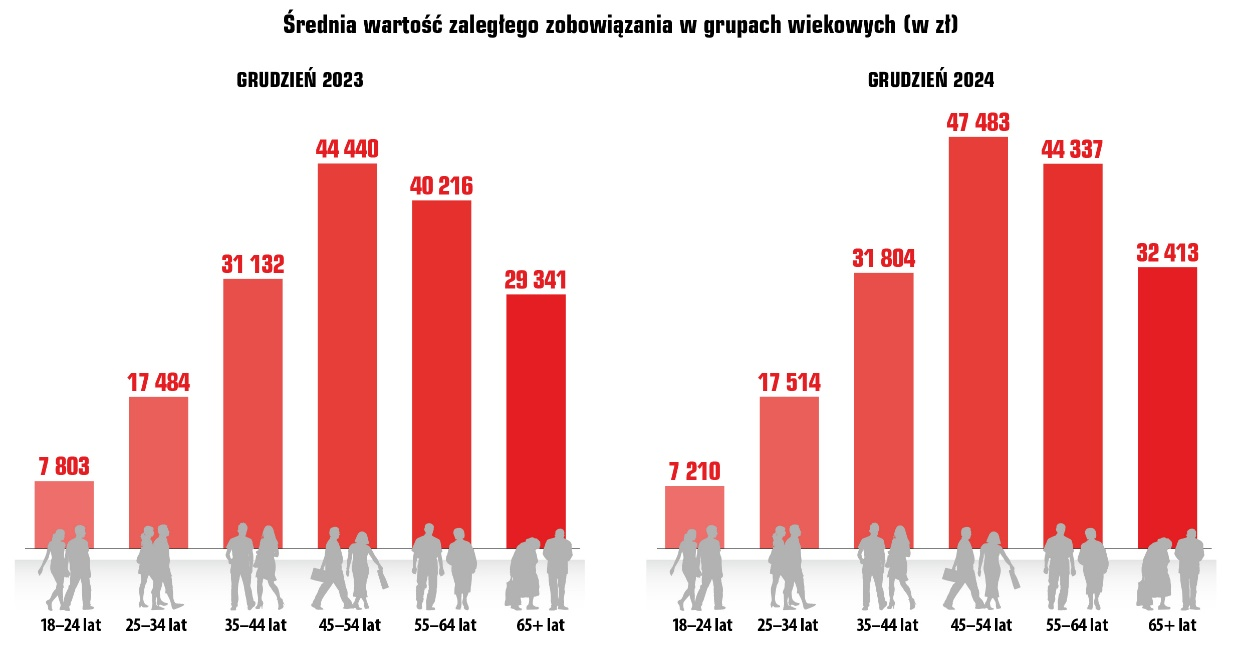 Średnia wartość zaległego zobowiązania w grupach wiekowych (w zł)
GRUDZIEŃ 2023
44 440
40 216
31 132
29 341
17 484
7 803
18–24 lat 25–34 lat 35–44 lat 45–54 lat 55–64 lat 65+ lat
GRUDZIEŃ 2024
47 483
44 337
31 804
32 413
17 514
7 210
18–24 lat 25–34 lat 35–44 lat 45–54 lat 55–64 lat 65+ lat